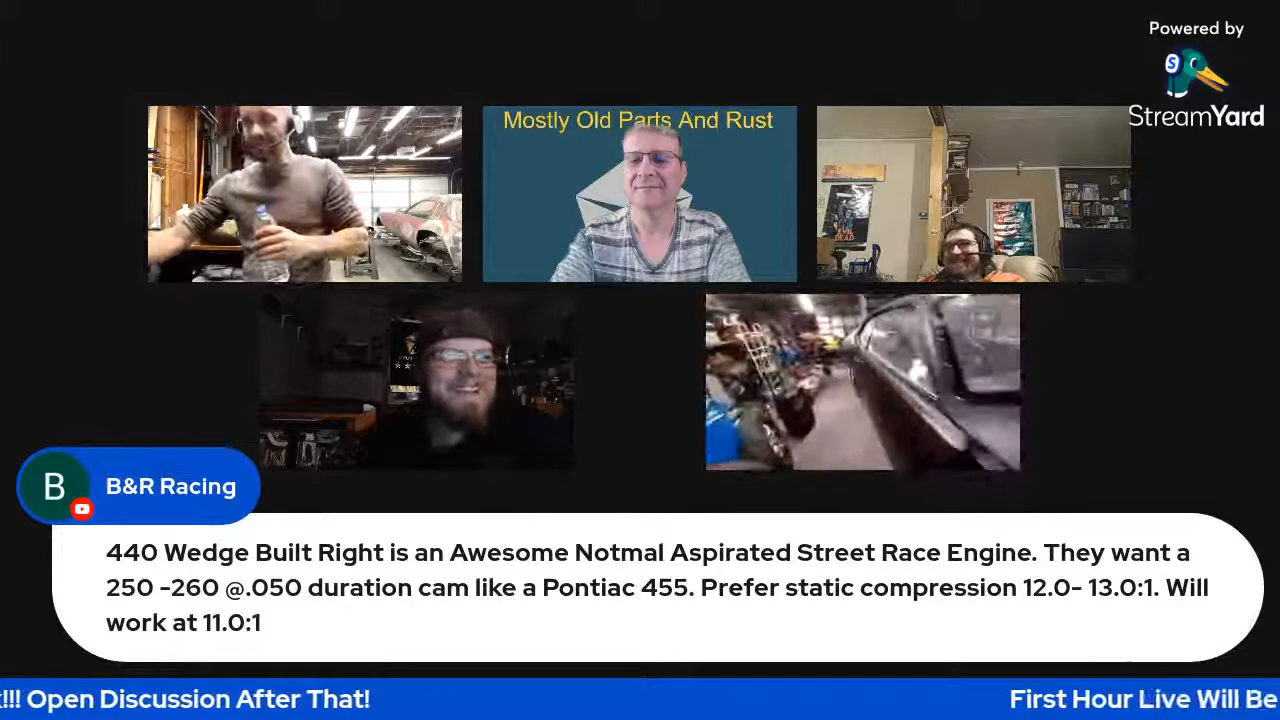 Powered by
S
StreamYard
Mostly Old Parts And Rust
B
B&R Racing
440 Wedge Built Right is an Awesome Notmal Aspirated Street Race Engine. They want a
250 -260 @.050 duration cam like a Pontiac 455. Prefer static compression 12.0- 13.0:1. Will
work at 11.0:1
!!! Open Discussion After That!
First Hour Live Will Be